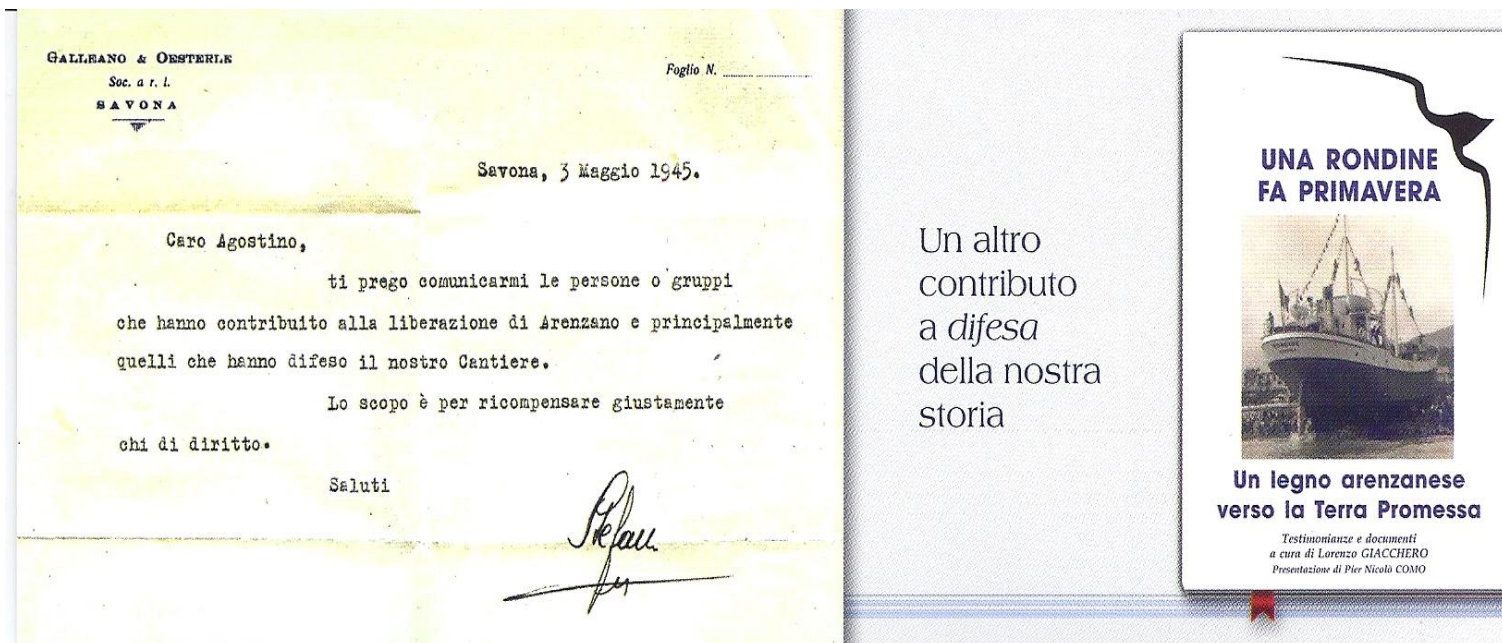 GALLEANO & OESTERLE
Soc. a r. l.
SAVONA
Foglio N.
Savona, 3 Maggio 1945.
Caro Agostino,
ti prego comunicarmi le persone o gruppi
che hanno contribuito alla liberazione di Arenzano e principalmente
quelli che hanno difeso il nostro Cantiere.
Lo scopo è per ricompensare giustamente
chi di diritto.
Saluti
Un altro
contributo
a difesa
della nostra
storia
UNA RONDINE
FA PRIMAVERA
Un legno arenzanese
verso la Terra Promessa
Testimonianze e documenti
a cura di Lorenzo GIACCHERO
Presentazione di Pier Nicolò COMO